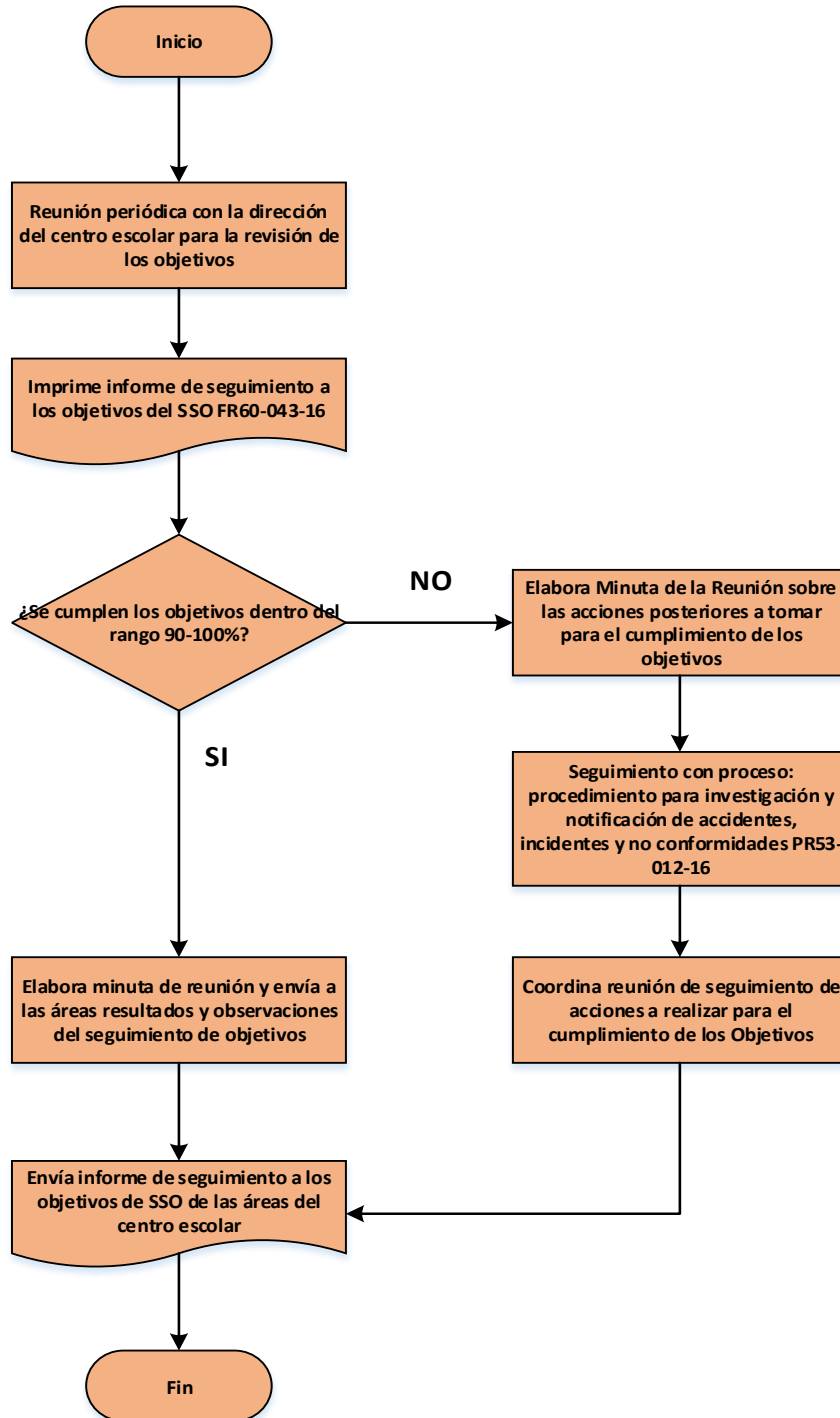 Inicio
Reunión periódica con la dirección
del centro escolar para la revisión de
los objetivos
Imprime informe de seguimiento a
los objetivos del SSO FR60-043-16
¿Se cumplen los objetivos dentro del
rango 90-100%?
NO
Elabora Minuta de la Reunión sobre
las acciones posteriores a tomar
para el cumplimiento de los
objetivos
Seguimiento con proceso:
procedimiento para investigación y
notificación de accidentes,
incidentes y no conformidades PR53-
012-16
Coordina reunión de seguimiento de
acciones a realizar para el
cumplimiento de los Objetivos
SI
Elabora minuta de reunión y envía a
las áreas resultados y observaciones
del seguimiento de objetivos
Envía informe de seguimiento a los
objetivos de SSO de las áreas del
centro escolar
Fin